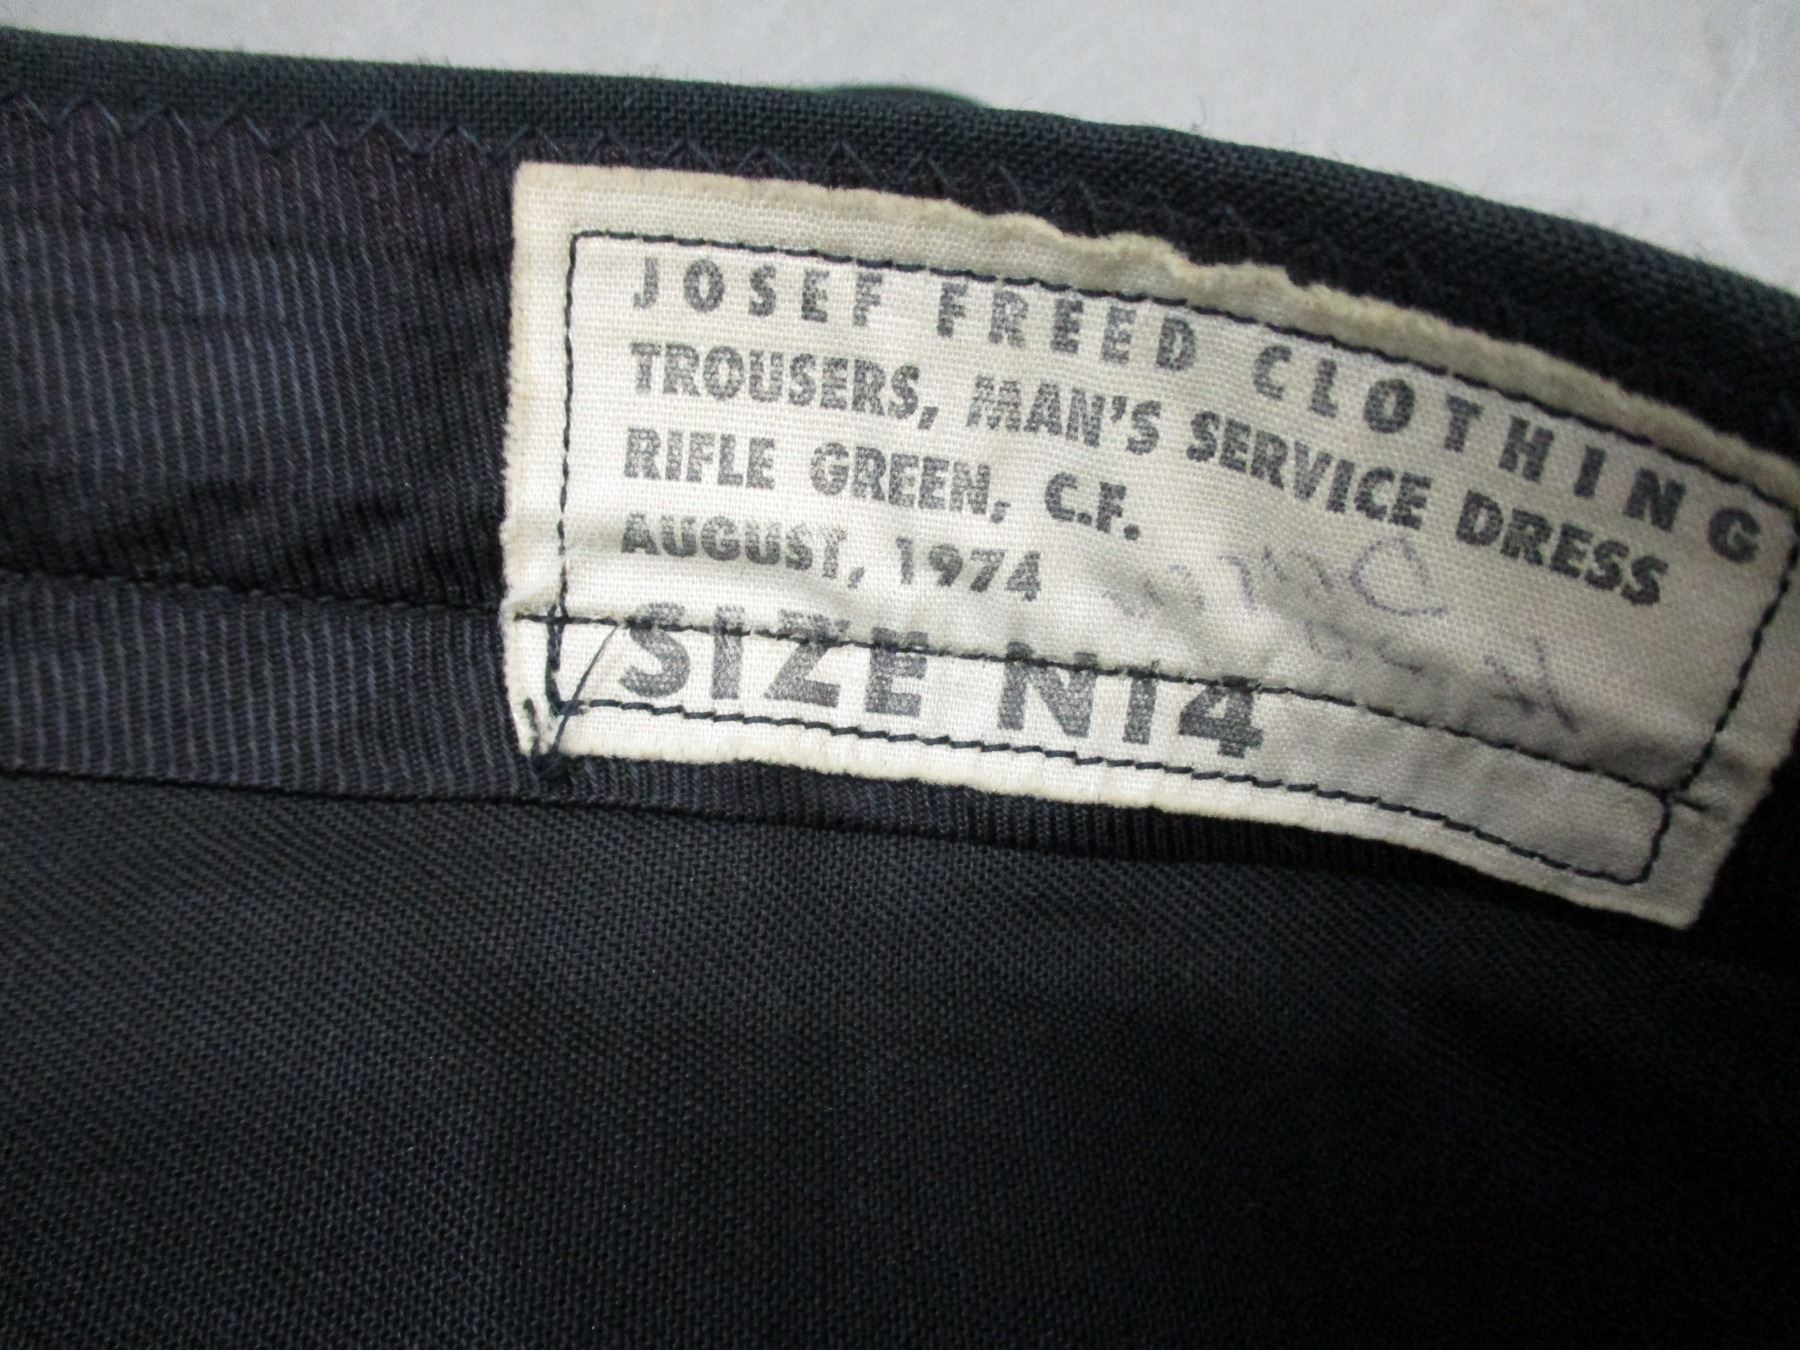 JOSEF FREED CLOTHING
TROUSERS, MAN'S SERVICE DRESS
RIFLE GREEN, C.F.
AUGUST, 1974
SIZE N14